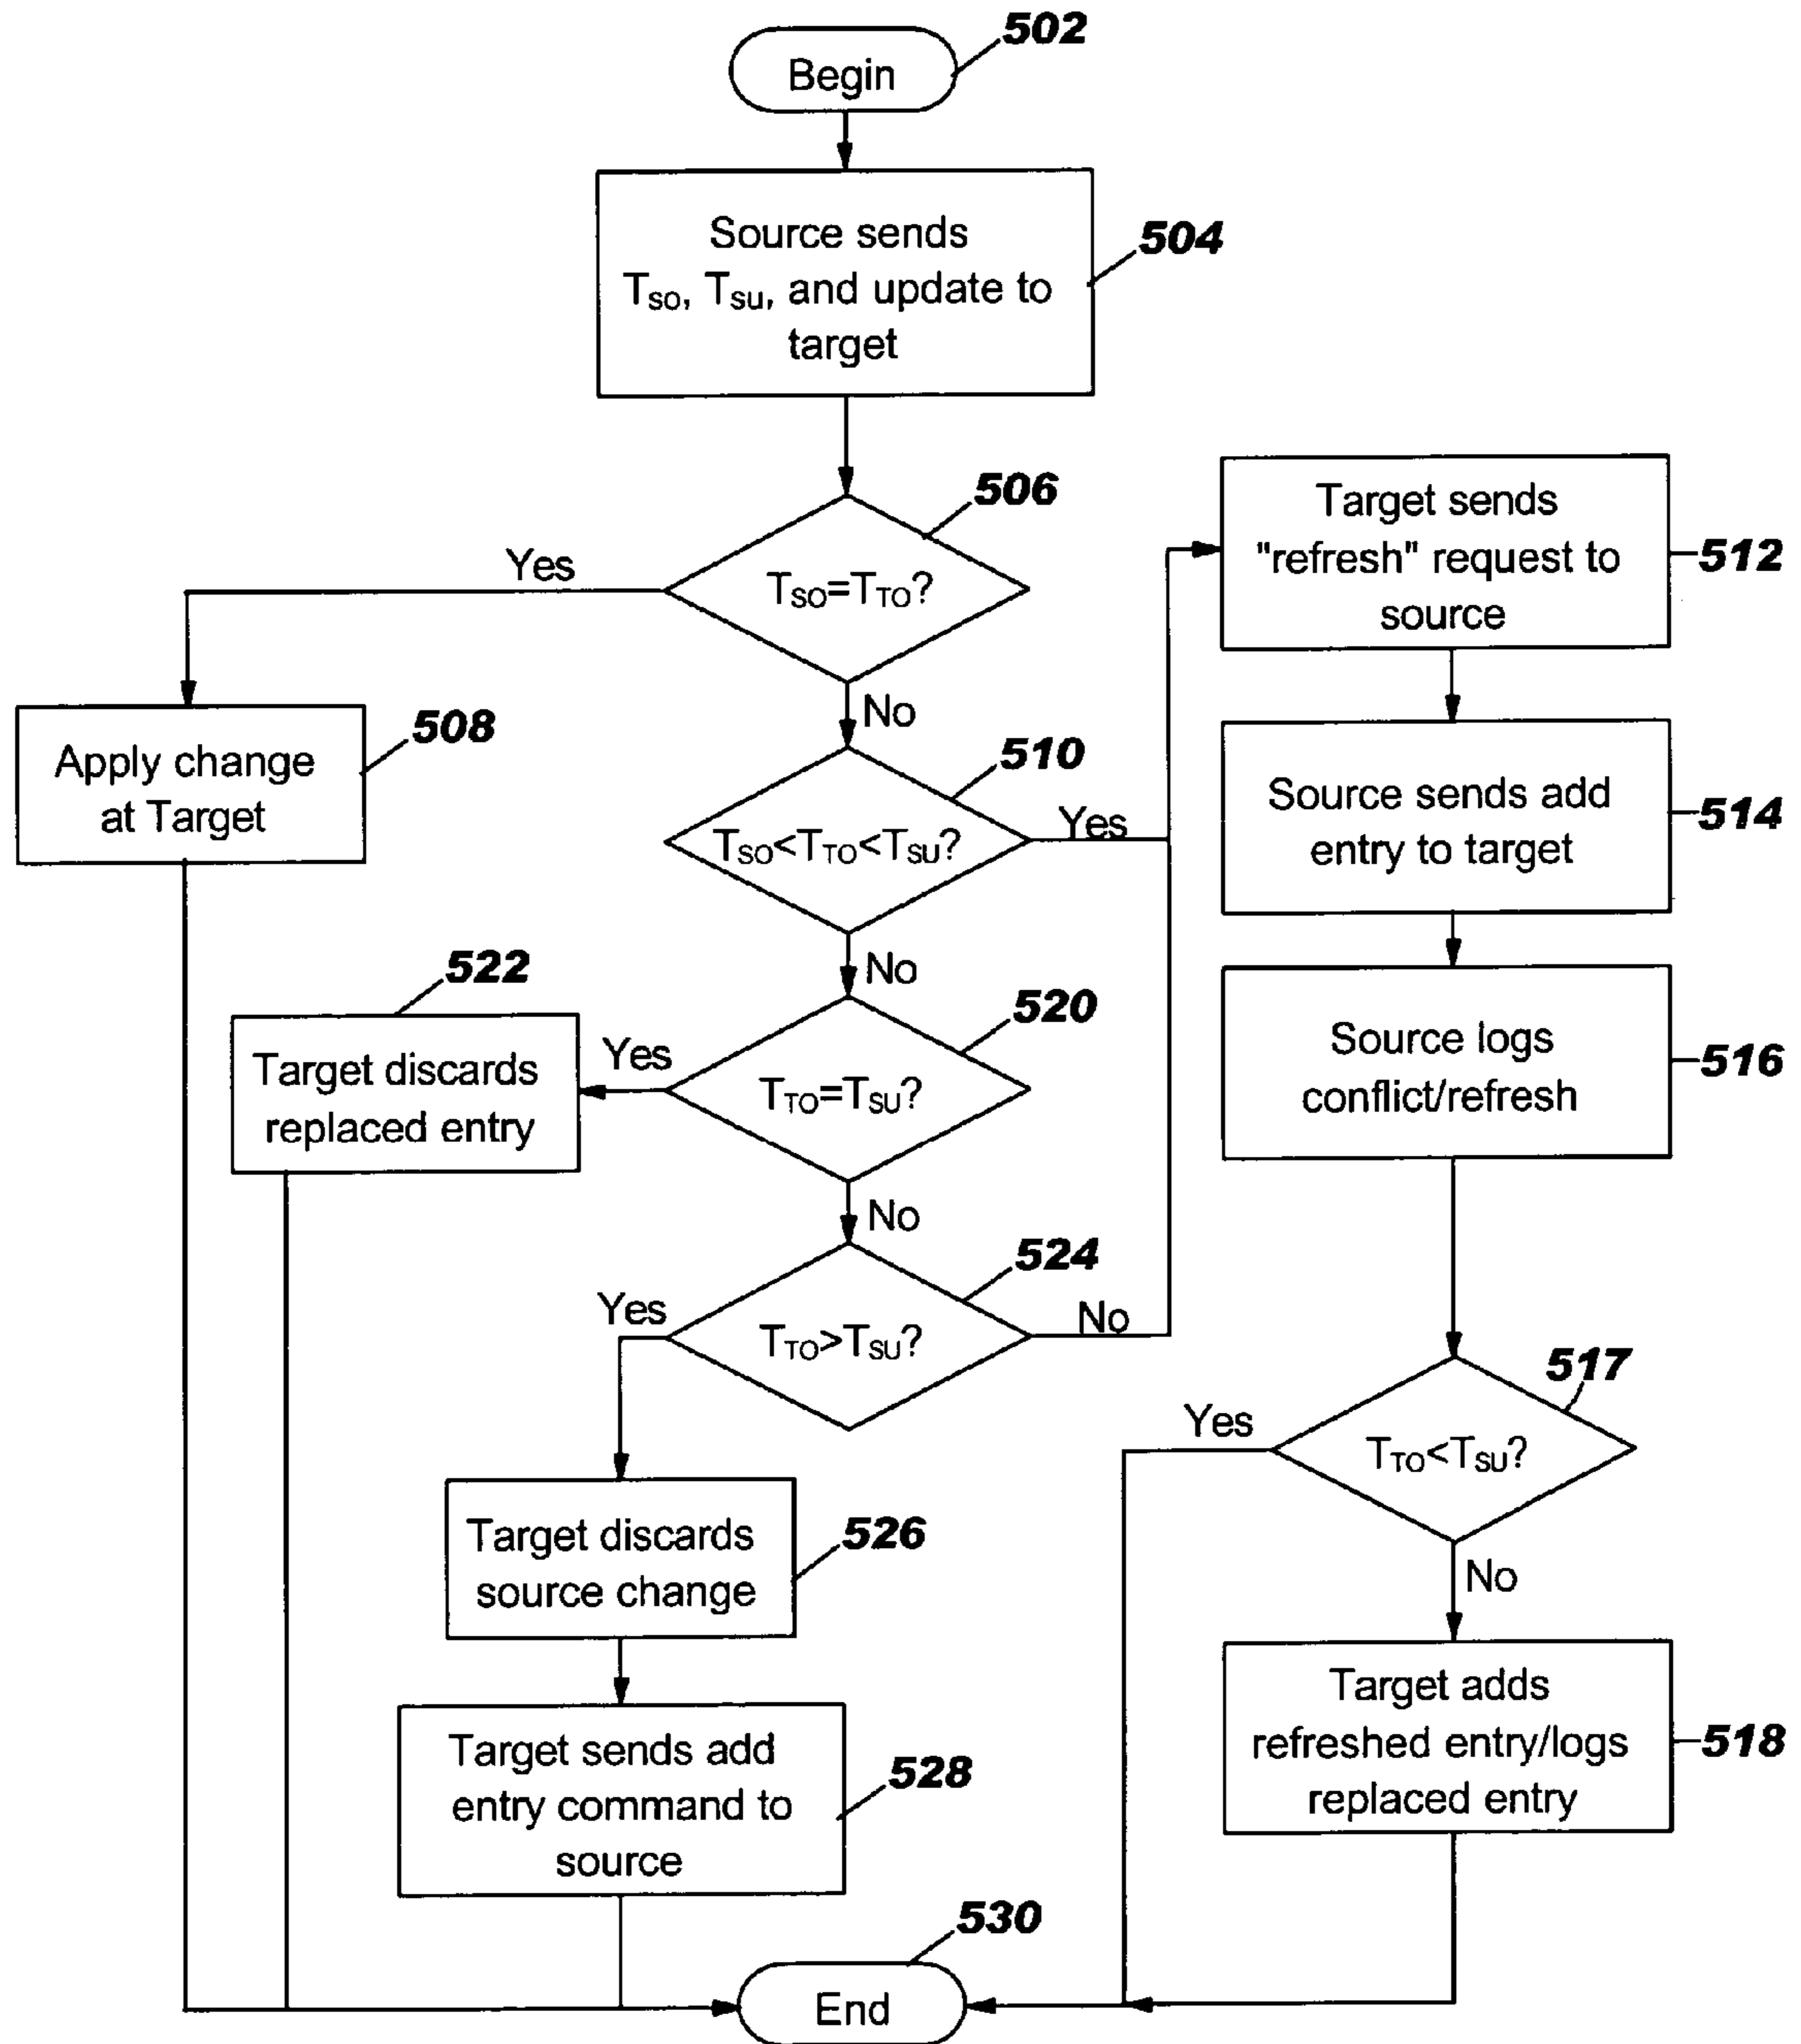 502
Begin
Source sends
TSO, TSU, and update to
target
504
506
TSO=TTO?
Yes
No
Target sends
"refresh" request to
source
512
Apply change
at Target
508
510
TSO<TTO<TSU?
Yes
No
Source sends add
entry to target
514
522
Target discards
replaced entry
520
TTO=TSU?
Yes
No
Source logs
conflict/refresh
516
524
TTO>TSU?
Yes
No
517
TTO<TSU?
Yes
No
Target discards
source change
526
Target adds
refreshed entry/logs
replaced entry
518
Target sends add
entry command to
source
528
530
End